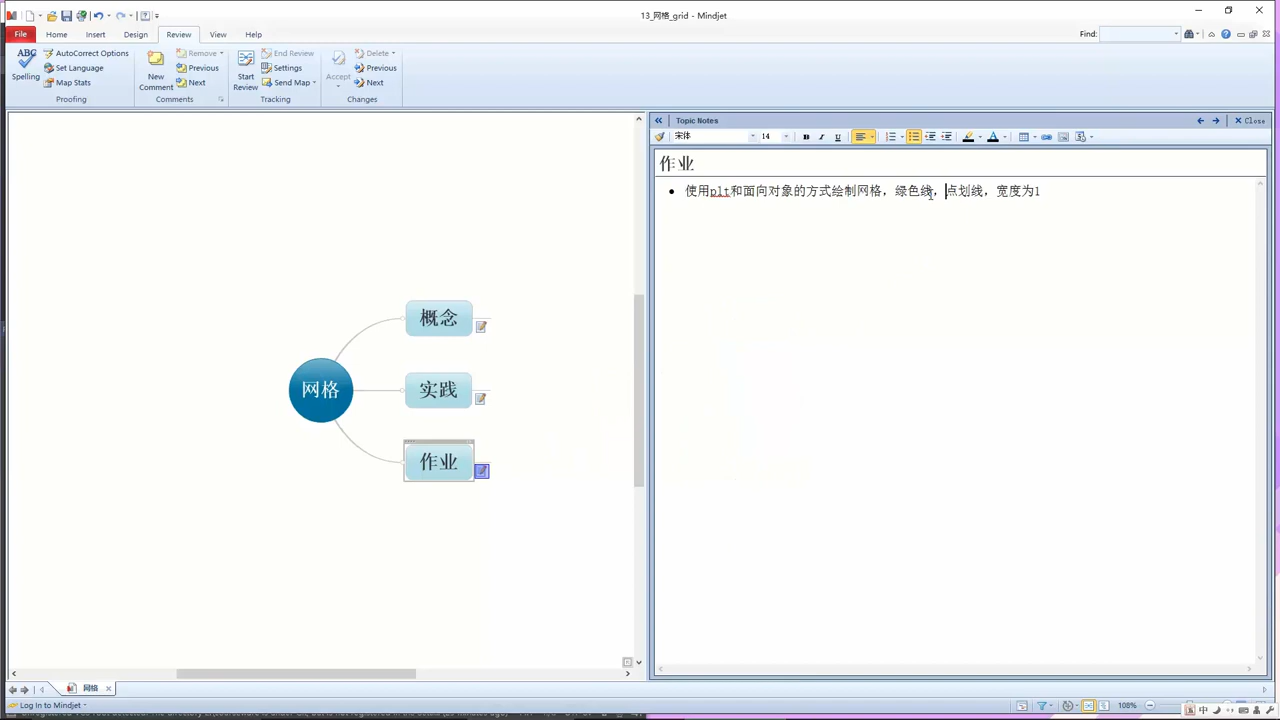 13_网格_grid - Mindjet
File Home Insert Design Review View Help
Find:
ABC
Spelling
AutoCorrect Options
Set Language
Map Stats
Proofing
New Comment
Remove
Previous
Next
Comments
Start Review
End Review
Settings
Send Map
Tracking
Accept
Delete
Previous
Next
Changes
Topic Notes
Close
宋体 14 B I U
作业
• 使用plt和面向对象的方式绘制网格，绿色线，点划线，宽度为1
概念
网格
实践
作业
网格
Log In to Mindjet
108%
中